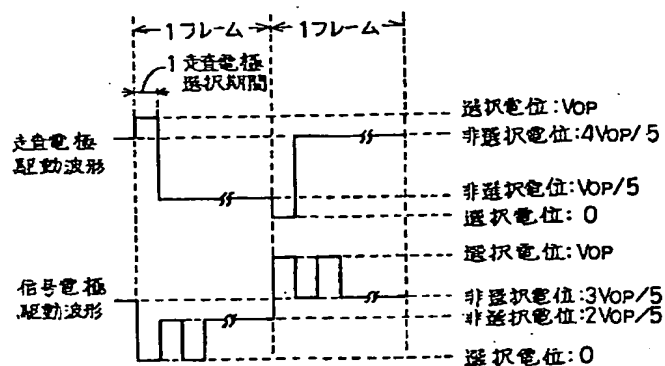 1フレーム
1フレーム
1走査電極
選択期間
走査電極
駆動波形
選択電位:VOP
非選択電位:4VOP/5
非選択電位:VOP/5
選択電位:0
信号電極
駆動波形
選択電位:VOP
非選択電位:3VOP/5
非選択電位:2VOP/5
選択電位:0